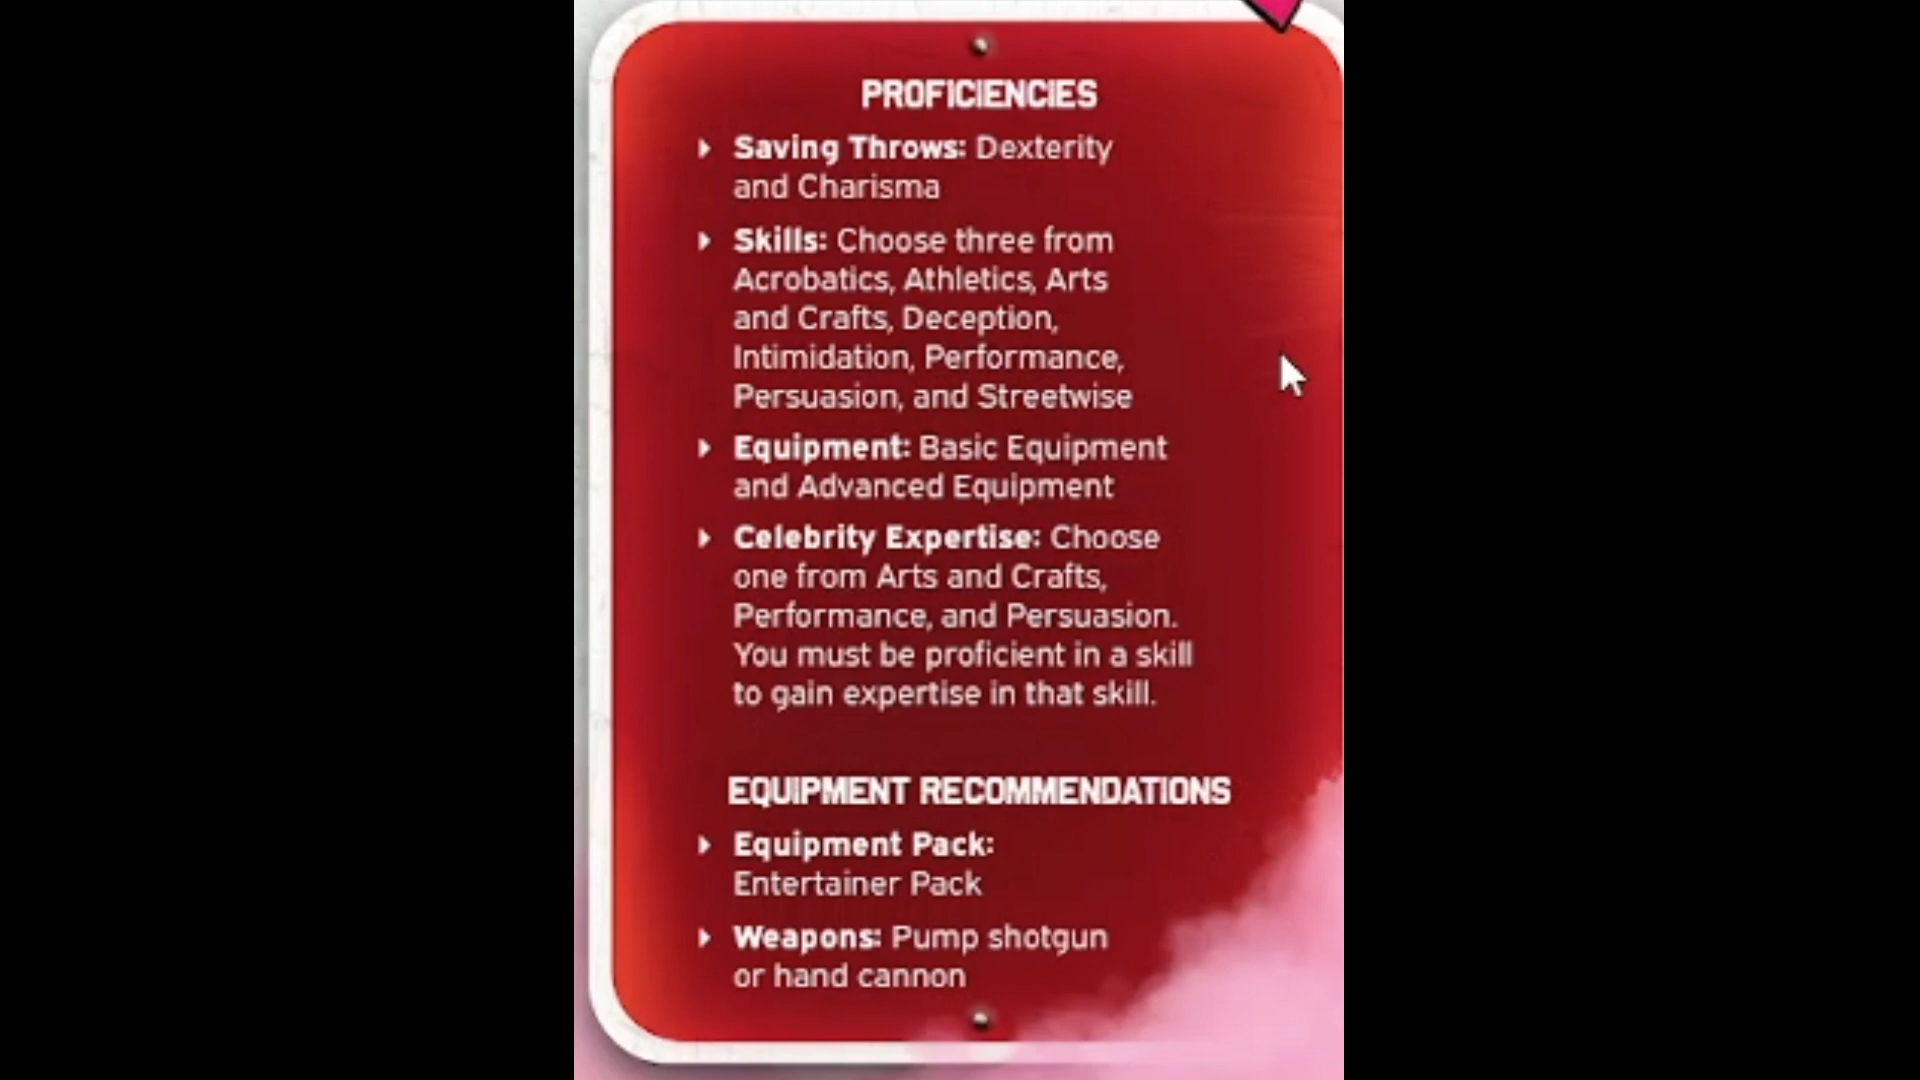 PROFICIENCIES
Saving Throws: Dexterity
and Charisma
Skills: Choose three from
Acrobatics, Athletics, Arts
and Crafts, Deception,
Intimidation, Performance,
Persuasion, and Streetwise
Equipment: Basic Equipment
and Advanced Equipment
Celebrity Expertise: Choose
one from Arts and Crafts,
Performance, and Persuasion.
You must be proficient in a skill
to gain expertise in that skill.
EQUIPMENT RECOMMENDATIONS
Equipment Pack:
Entertainer Pack
Weapons: Pump shotgun
or hand cannon